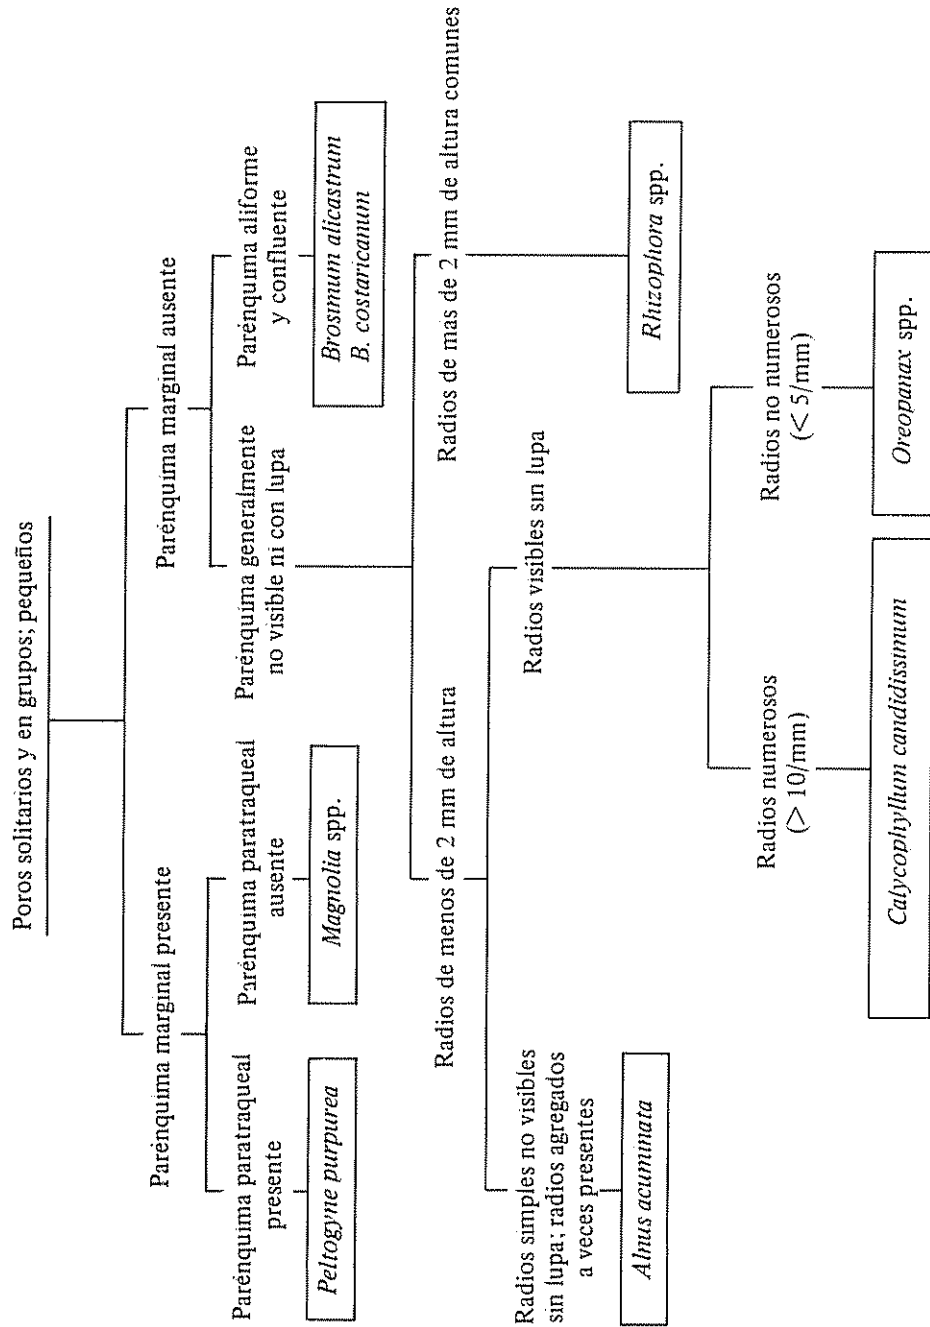 Poros solitarios y en grupos; pequeños
Parénquima marginal presente
Parénquima marginal ausente
Parénquima paratraqueal
presente
Parénquima paratraqueal
ausente
Parénquima generalmente
no visible ni con lupa
Parénquima aliforme
y confluente
Peltogyne purpurea
Magnolia spp.
Brosimum alicastrum
B. costaricanum
Radios de menos de 2 mm de altura
Radios de mas de 2 mm de altura comunes
Radios simples no visibles
sin lupa; radios agregados
a veces presentes
Radios visibles sin lupa
Rhizophora spp.
Alnus acuminata
Radios numerosos
(> 10/mm)
Radios no numerosos
(< 5/mm)
Calycophyllum candidissimum
Oreopanax spp.